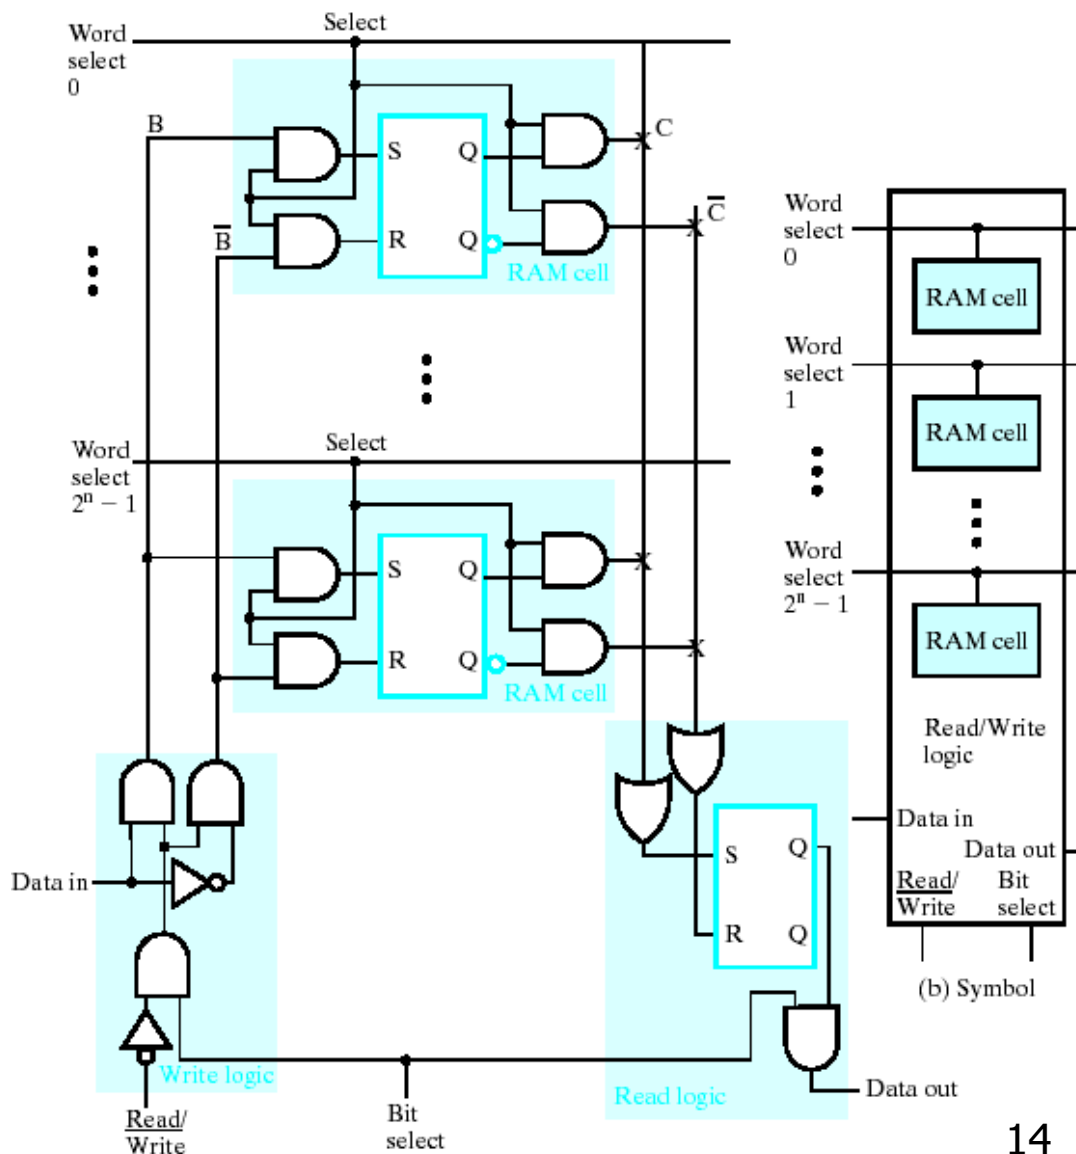 Word
select
0
Select
B
S
Q
C
B̅
R
Q
C̅
RAM cell
Word
select
2ⁿ − 1
Select
S
Q
R
Q
RAM cell
Data in
Write logic
Read/
Write
Bit
select
S
Q
R
Q
Read logic
Data out
Word
select
0
RAM cell
Word
select
1
RAM cell
Word
select
2ⁿ − 1
RAM cell
Read/Write
logic
Data in
Data out
Read/
Write
Bit
select
(b) Symbol
14